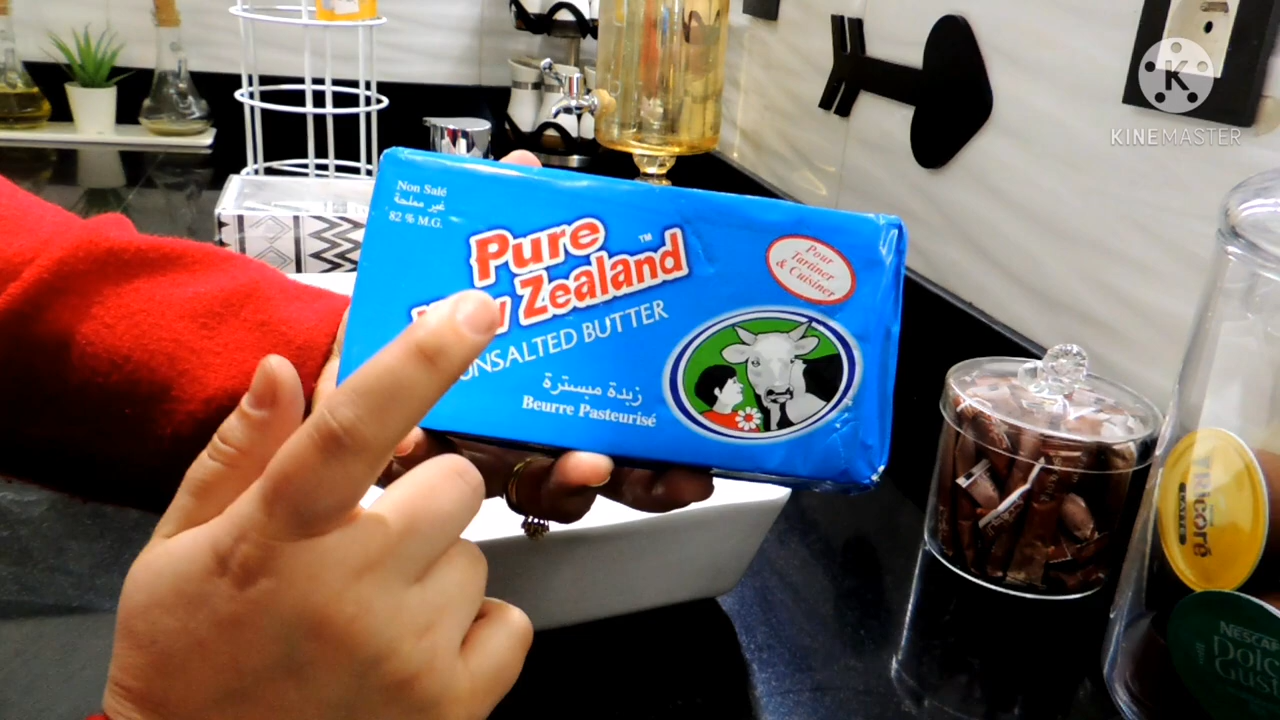 Non Salé
غير مملحة
82 % M.G.
Pure
Zealand
TM
UNSALTED BUTTER
زبدة مبسترة
Beurre Pasteurisé
Pour
Tartiner
& Cuisiner
K
KINEMASTER
TRicoré
LATTE
NESCAFÉ
Dolce
Gusto